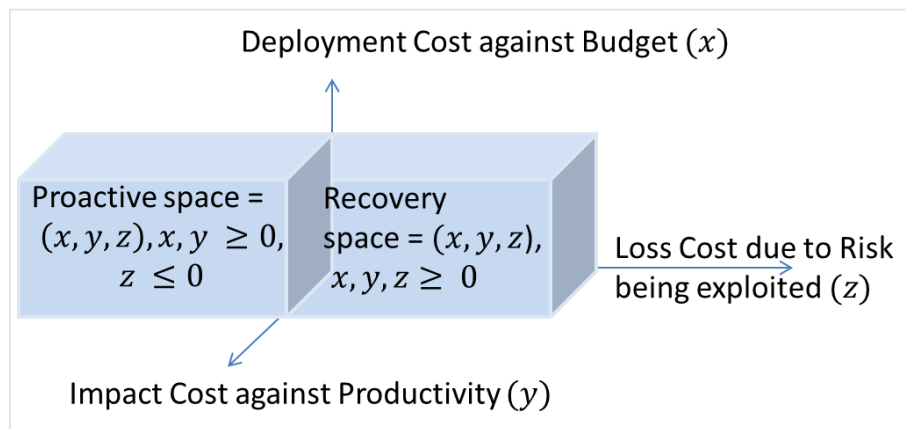 Deployment Cost against Budget (x)
Proactive space =
(x, y, z), x, y ≥ 0,
z ≤ 0
Recovery
space = (x, y, z),
x, y, z ≥ 0
Loss Cost due to Risk
being exploited (z)
Impact Cost against Productivity (y)